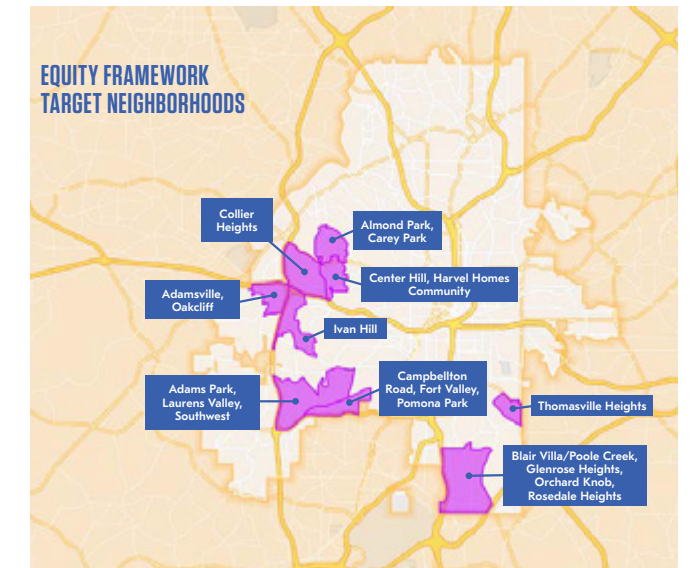 EQUITY FRAMEWORK
TARGET NEIGHBORHOODS
Collier
Heights
Almond Park,
Carey Park
Center Hill, Harvel Homes
Community
Adamsville,
Oakcliff
Ivan Hill
Adams Park,
Laurens Valley,
Southwest
Campbellton
Road, Fort Valley,
Pomona Park
Thomasville Heights
Blair Villa/Poole Creek,
Glenrose Heights,
Orchard Knob,
Rosedale Heights